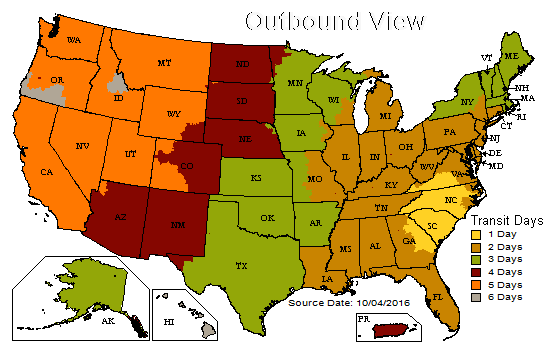 Outbound View
WA
MT
ND
MN
VT
ME
OR
ID
SD
WI
NY
NH
MA
WY
MI
RI
CT
NV
UT
NE
IA
PA
NJ
CO
IL
IN
OH
DE
MD
CA
KS
MO
WV
VA
KY
NC
AZ
NM
OK
AR
TN
SC
TX
MS
AL
GA
LA
FL
Transit Days
1 Day
2 Days
3 Days
4 Days
5 Days
6 Days
Source Date: 10/04/2016
AK
HI
PR